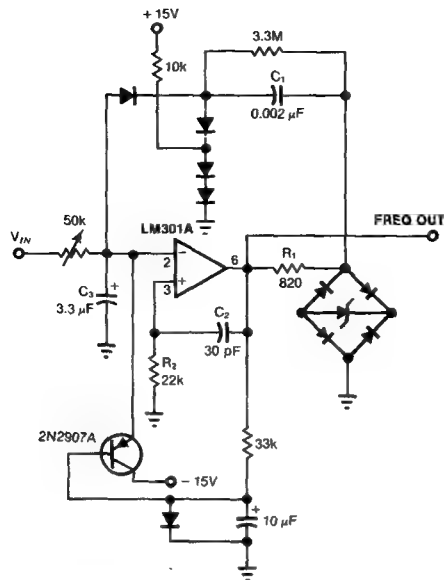 + 15V
3.3M
10k
C1
0.002 µF
LM301A
FREQ OUT
VIN
50k
2
6
R1
820
3
C3
+
3.3 µF
C2
30 pF
R2
22k
33k
2N2907A
- 15V
+
10 µF